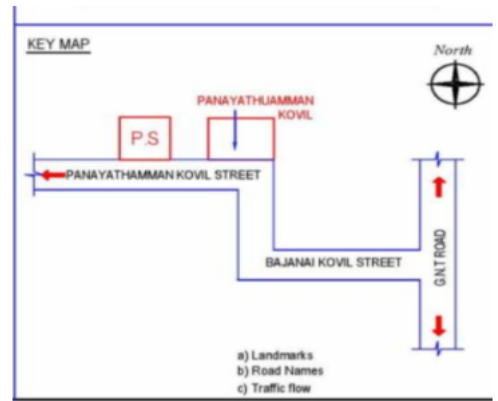 KEY MAP
North
PANAYATHUAMMAN
KOVIL
P.S
PANAYATHAMMAN KOVIL STREET
BAJANAI KOVIL STREET
G.N.T ROAD
a) Landmarks
b) Road Names
c) Traffic flow